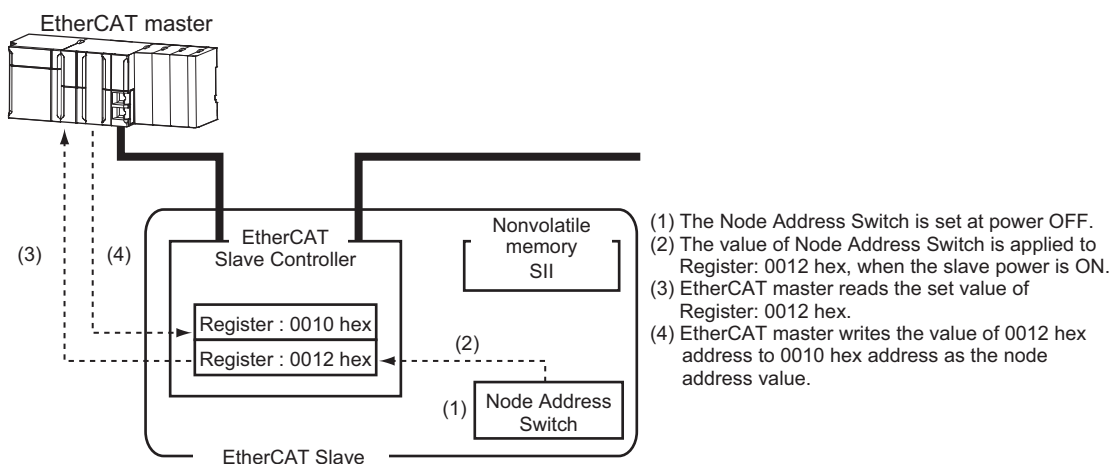 EtherCAT master
(3)
(4)
EtherCAT
Slave Controller
Register : 0010 hex
Register : 0012 hex
Nonvolatile
memory
SII
(2)
(1)
Node Address
Switch
EtherCAT Slave
(1) The Node Address Switch is set at power OFF.
(2) The value of Node Address Switch is applied to
Register: 0012 hex, when the slave power is ON.
(3) EtherCAT master reads the set value of
Register: 0012 hex.
(4) EtherCAT master writes the value of 0012 hex
address to 0010 hex address as the node
address value.